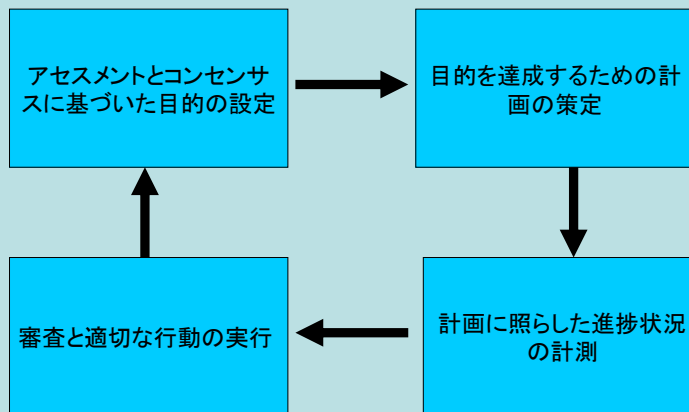 アセスメントとコンセンサ
スに基づいた目的の設定
目的を達成するための計
画の策定
審査と適切な行動の実行
計画に照らした進捗状況
の計測